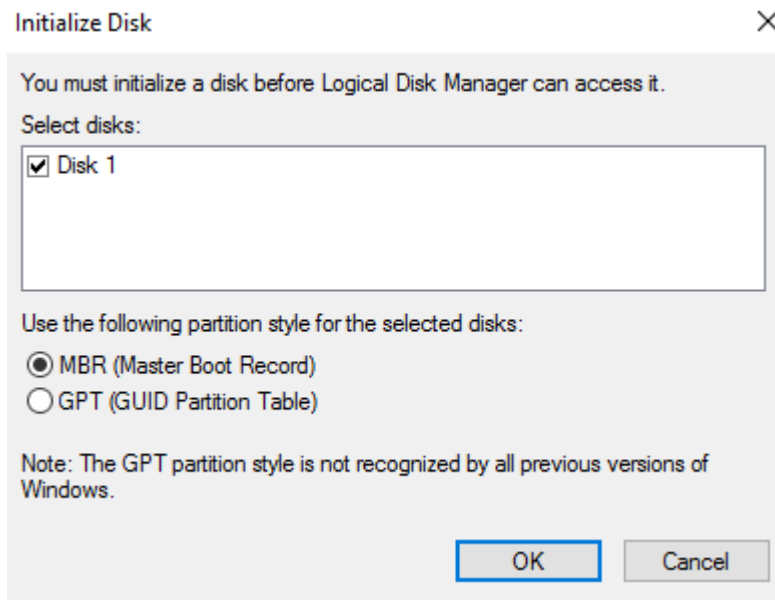 Initialize Disk
You must initialize a disk before Logical Disk Manager can access it.
Select disks:
Disk 1
Use the following partition style for the selected disks:
MBR (Master Boot Record)
GPT (GUID Partition Table)
Note: The GPT partition style is not recognized by all previous versions of
Windows.
OK Cancel